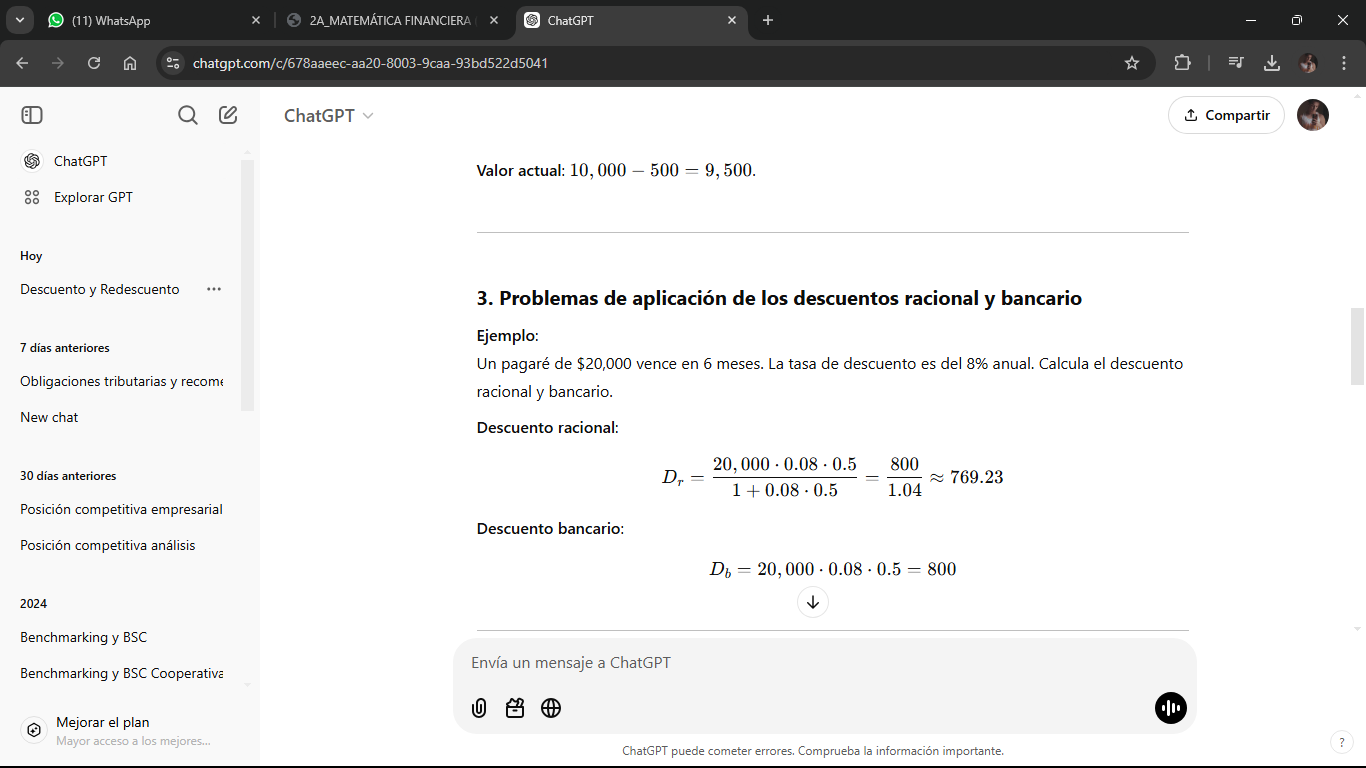 (11) WhatsApp
2A_MATEMÁTICA FINANCIERA
ChatGPT
chatgpt.com/c/678aaeec-aa20-8003-9caa-93bd522d5041
ChatGPT
Explorar GPT
Hoy
Descuento y Redescuento
7 días anteriores
Obligaciones tributarias y recome
New chat
30 días anteriores
Posición competitiva empresarial
Posición competitiva análisis
2024
Benchmarking y BSC
Benchmarking y BSC Cooperativa
Mejorar el plan
Mayor acceso a los mejores...
ChatGPT
Compartir
Valor actual: 10,000 − 500 = 9,500.
3. Problemas de aplicación de los descuentos racional y bancario
Ejemplo:
Un pagaré de $20,000 vence en 6 meses. La tasa de descuento es del 8% anual. Calcula el descuento
racional y bancario.
Descuento racional:
D_r = (20,000 · 0.08 · 0.5) / (1 + 0.08 · 0.5) = 800 / 1.04 ≈ 769.23
Descuento bancario:
D_b = 20,000 · 0.08 · 0.5 = 800
Envía un mensaje a ChatGPT
ChatGPT puede cometer errores. Comprueba la información importante.
?